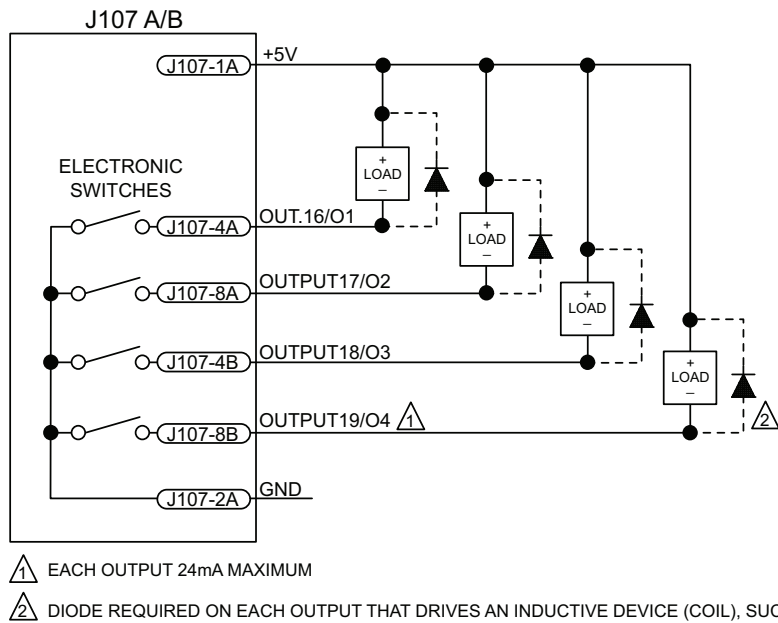 J107 A/B
J107-1A
+5V
ELECTRONIC
SWITCHES
+
LOAD
–
J107-4A
OUT.16/O1
+
LOAD
–
J107-8A
OUTPUT17/O2
+
LOAD
–
J107-4B
OUTPUT18/O3
+
LOAD
–
J107-8B
OUTPUT19/O4
1
2
J107-2A
GND
1 EACH OUTPUT 24mA MAXIMUM
2 DIODE REQUIRED ON EACH OUTPUT THAT DRIVES AN INDUCTIVE DEVICE (COIL), SUC